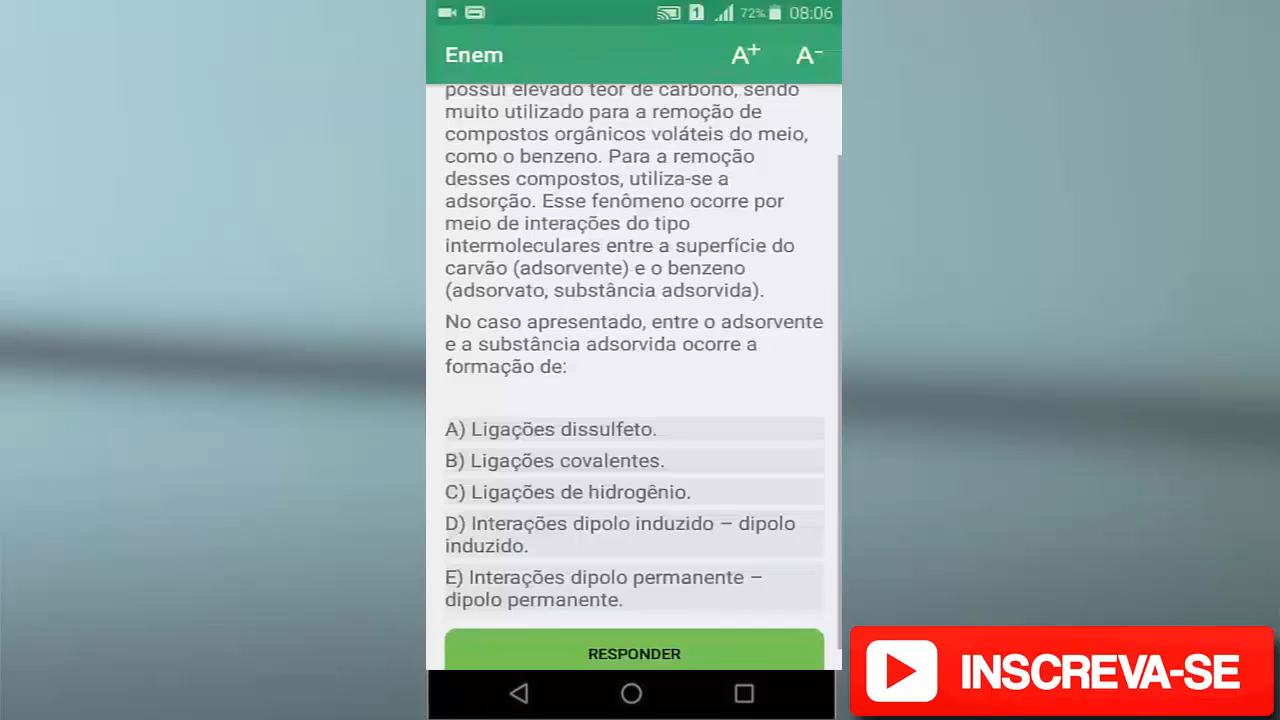 1 72% 08:06
Enem A+ A-
possui elevado teor de carbono, sendo
muito utilizado para a remoção de
compostos orgânicos voláteis do meio,
como o benzeno. Para a remoção
desses compostos, utiliza-se a
adsorção. Esse fenômeno ocorre por
meio de interações do tipo
intermoleculares entre a superfície do
carvão (adsorvente) e o benzeno
(adsorvato, substância adsorvida).
No caso apresentado, entre o adsorvente
e a substância adsorvida ocorre a
formação de:
A) Ligações dissulfeto.
B) Ligações covalentes.
C) Ligações de hidrogênio.
D) Interações dipolo induzido – dipolo
induzido.
E) Interações dipolo permanente –
dipolo permanente.
RESPONDER
INSCREVA-SE